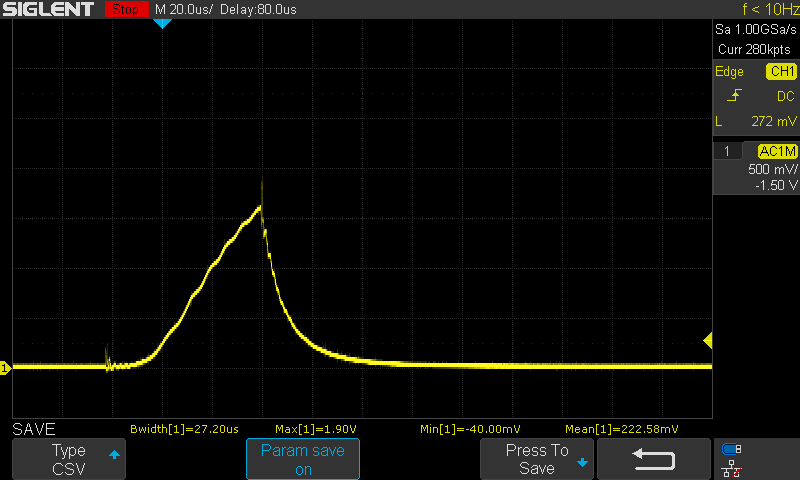 SIGLENT Stop M 20.0us/ Delay:80.0us f < 10Hz
Sa 1.00GSa/s
Curr 280kpts
Edge CH1
DC
L 272 mV
1 AC1M
500 mV/
-1.50 V
1
SAVE Bwidth[1]=27.20us Max[1]=1.90V Min[1]=-40.00mV Mean[1]=222.58mV
Type
CSV
Param save
on
Press To
Save